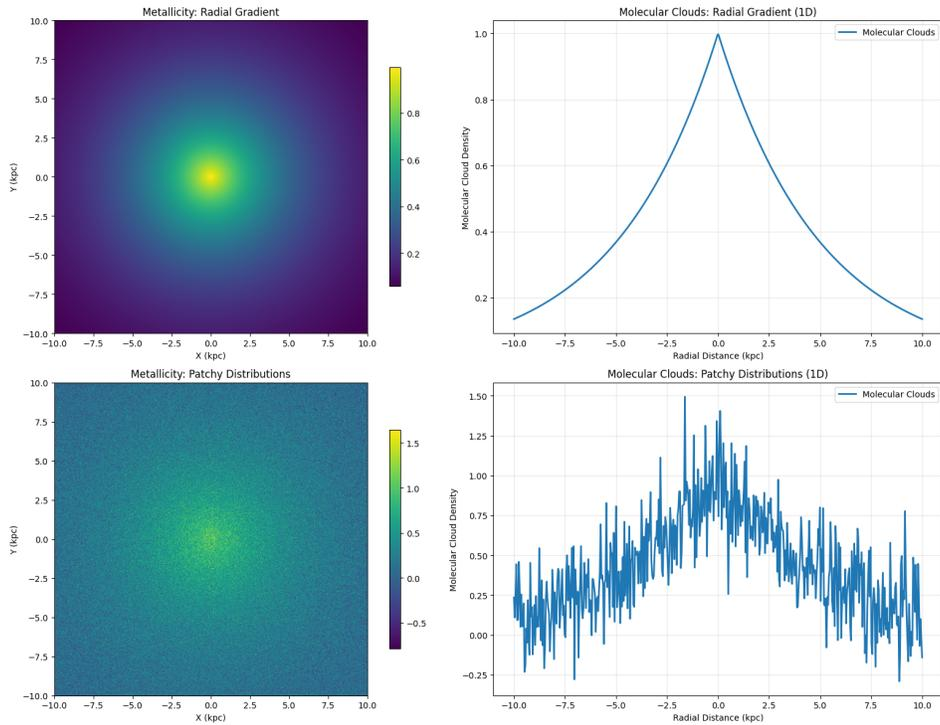 Metallicity: Radial Gradient
10.0
7.5
5.0
2.5
0.0
−2.5
−5.0
−7.5
−10.0
Y (kpc)
−10.0 −7.5 −5.0 −2.5 0.0 2.5 5.0 7.5 10.0
X (kpc)
0.8
0.6
0.4
0.2
Molecular Clouds: Radial Gradient (1D)
Molecular Clouds
1.0
0.8
0.6
0.4
0.2
Molecular Cloud Density
−10.0 −7.5 −5.0 −2.5 0.0 2.5 5.0 7.5 10.0
Radial Distance (kpc)
Metallicity: Patchy Distributions
10.0
7.5
5.0
2.5
0.0
−2.5
−5.0
−7.5
−10.0
Y (kpc)
−10.0 −7.5 −5.0 −2.5 0.0 2.5 5.0 7.5 10.0
X (kpc)
1.5
1.0
0.5
0.0
−0.5
Molecular Clouds: Patchy Distributions (1D)
Molecular Clouds
1.50
1.25
1.00
0.75
0.50
0.25
0.00
−0.25
Molecular Cloud Density
−10.0 −7.5 −5.0 −2.5 0.0 2.5 5.0 7.5 10.0
Radial Distance (kpc)